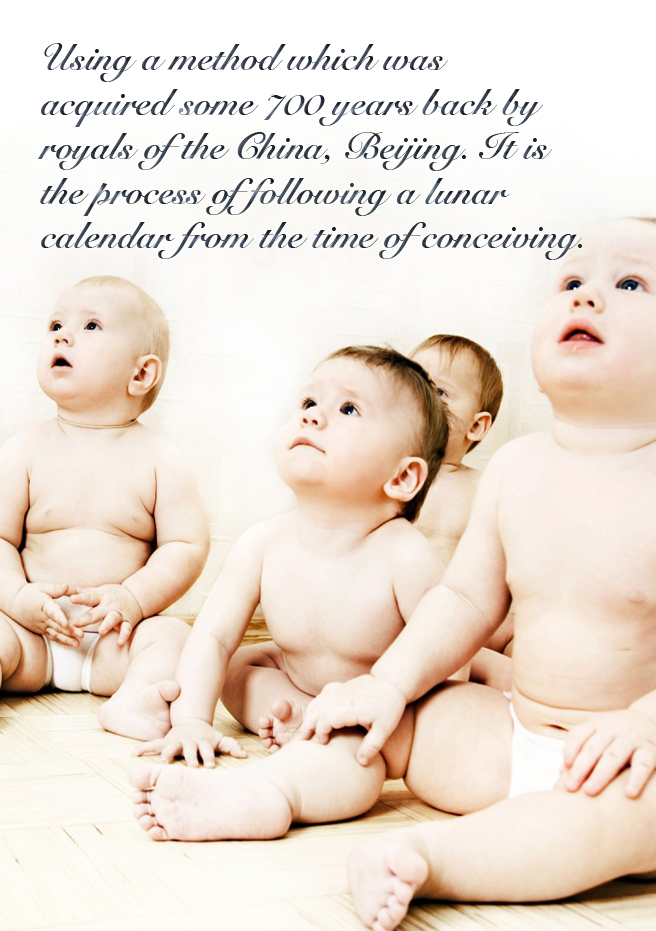 Using a method which was
acquired some 700 years back by
royals of the China, Beijing. It is
the process of following a lunar
calendar from the time of conceiving.